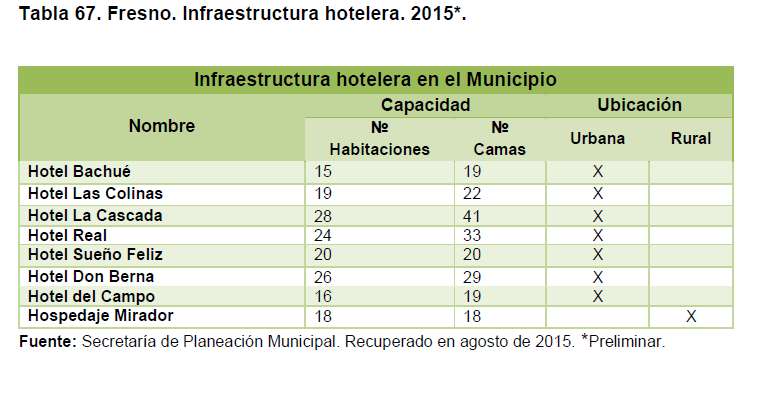 Tabla 67. Fresno. Infraestructura hotelera. 2015*.
Infraestructura hotelera en el Municipio
Nombre Capacidad Ubicación
№ Habitaciones № Camas Urbana Rural
Hotel Bachué 15 19 X
Hotel Las Colinas 19 22 X
Hotel La Cascada 28 41 X
Hotel Real 24 33 X
Hotel Sueño Feliz 20 20 X
Hotel Don Berna 26 29 X
Hotel del Campo 16 19 X
Hospedaje Mirador 18 18 X
Fuente: Secretaría de Planeación Municipal. Recuperado en agosto de 2015. *Preliminar.